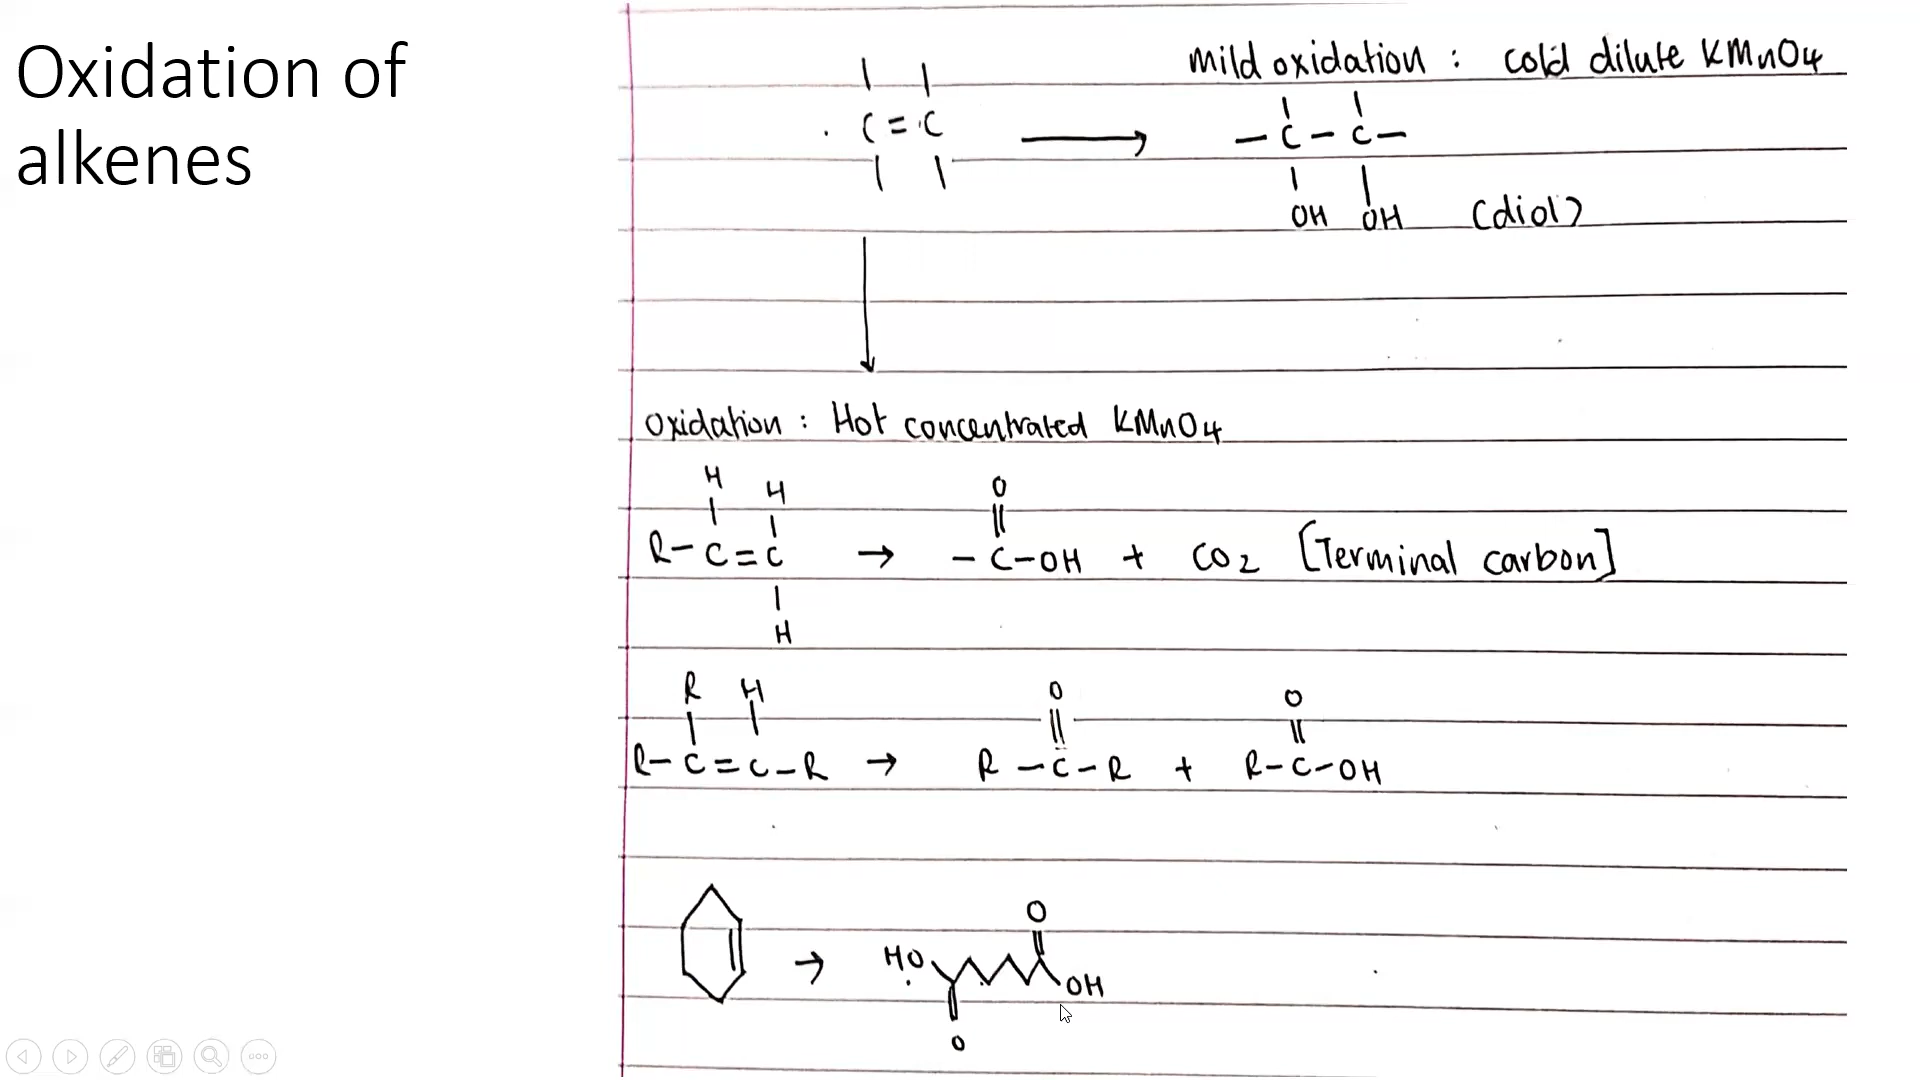 Oxidation of
alkenes
mild oxidation : cold dilute KMnO4
C = C
- C - C -
OH OH (diol)
oxidation : Hot concentrated KMnO4
H H
O
R - C = C → - C - OH + CO2 [Terminal carbon]
H
R H
O O
R - C = C - R → R - C - R + R - C - OH
O
HO
→
OH
O